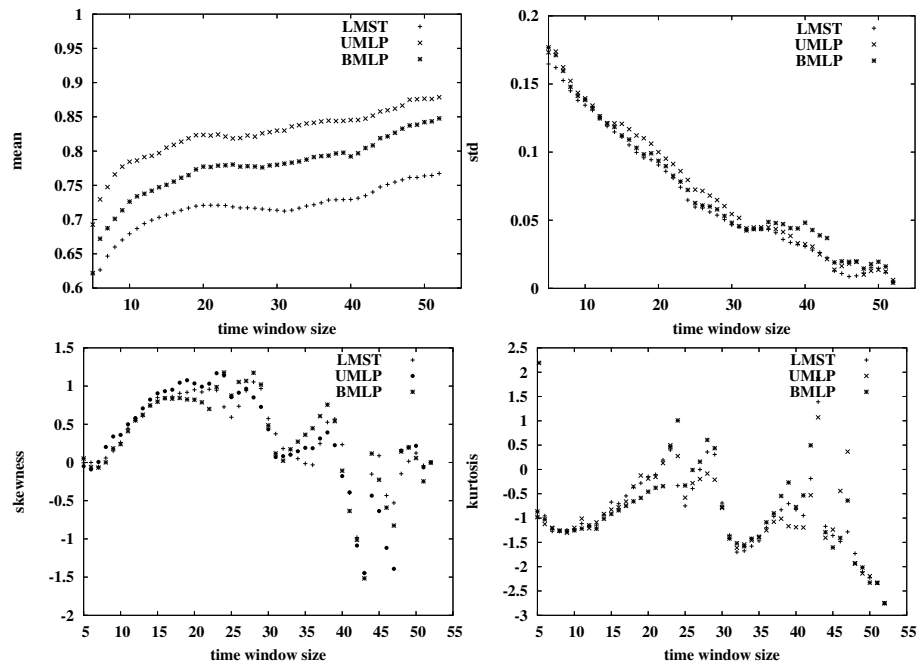 LMST
UMLP
BMLP
1
0.95
0.9
0.85
0.8
0.75
0.7
0.65
0.6
mean
10 20 30 40 50
time window size
LMST
UMLP
BMLP
0.2
0.15
0.1
0.05
0
std
10 20 30 40 50
time window size
LMST
UMLP
BMLP
1.5
1
0.5
0
-0.5
-1
-1.5
-2
skewness
5 10 15 20 25 30 35 40 45 50 55
time window size
LMST
UMLP
BMLP
2.5
2
1.5
1
0.5
0
-0.5
-1
-1.5
-2
-2.5
-3
kurtosis
5 10 15 20 25 30 35 40 45 50 55
time window size